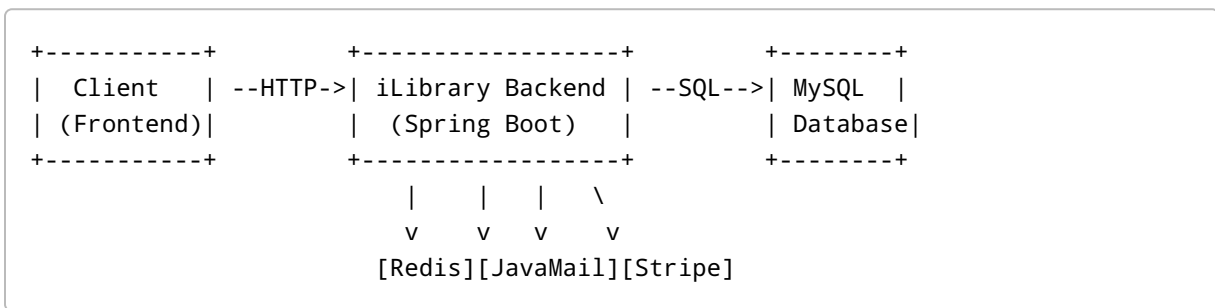 +-----------+          +------------------+          +--------+
|  Client   | --HTTP->| iLibrary Backend | --SQL-->| MySQL  |
| (Frontend)|         |  (Spring Boot)   |         | Database|
+-----------+          +------------------+          +--------+
|    |   |   \
v    v   v    v
[Redis][JavaMail][Stripe]